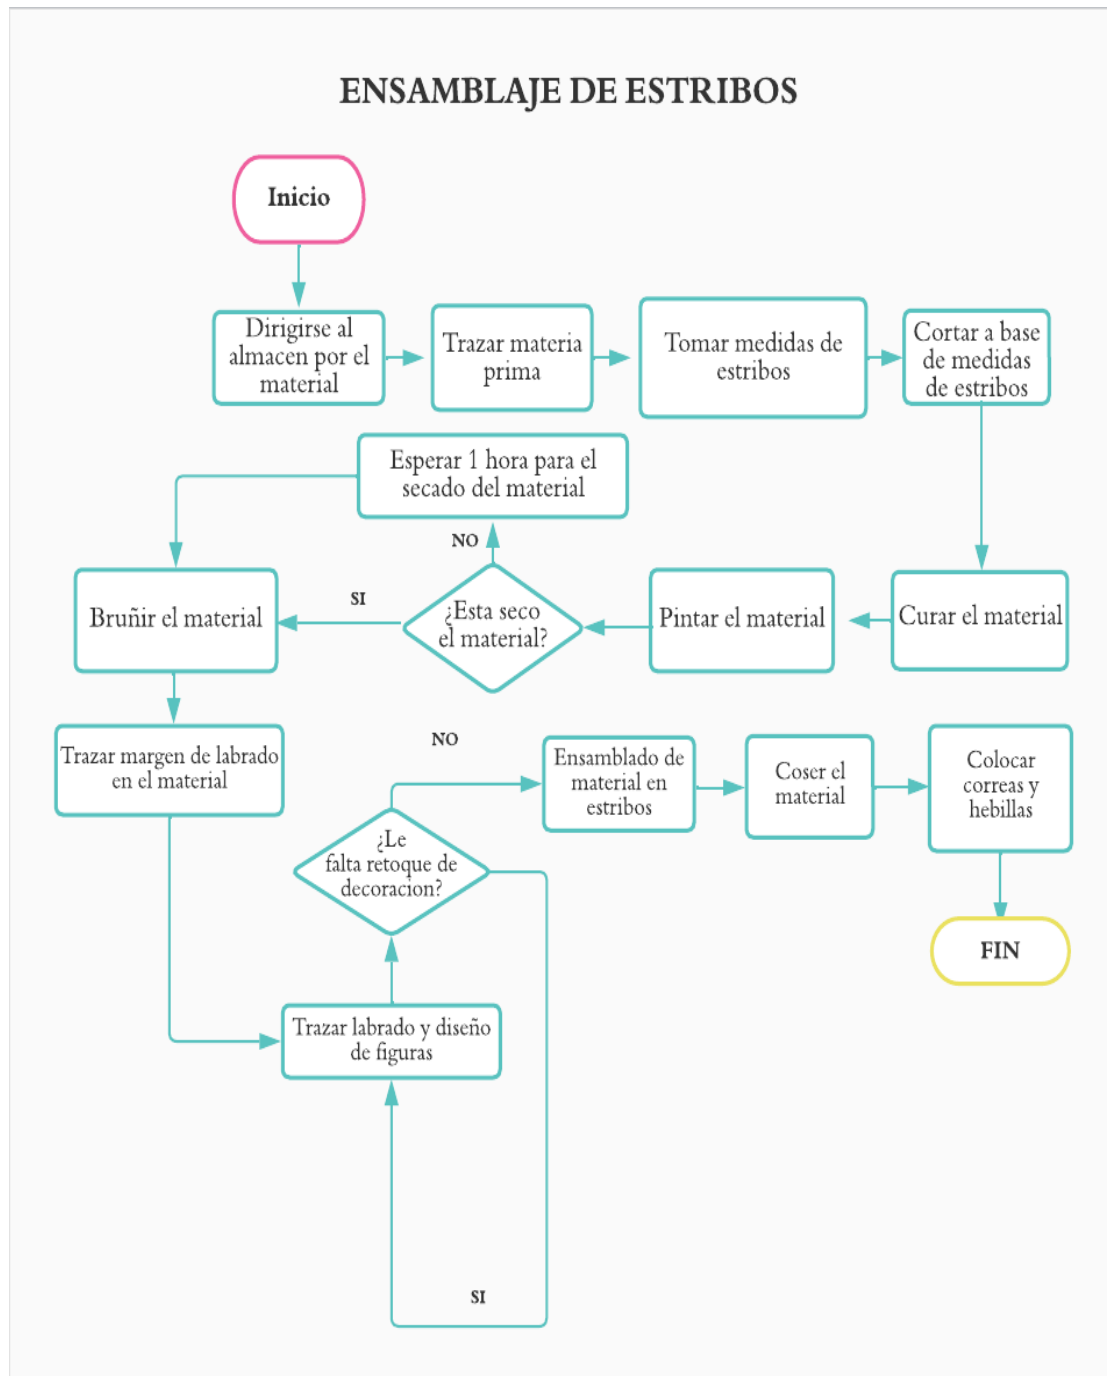 ENSAMBLAJE DE ESTRIBOS
Inicio
Dirigirse al
almacen por el
material
Trazar materia
prima
Tomar medidas de
estribos
Cortar a base
de medidas
de estribos
Esperar 1 hora para el
secado del material
NO
SI
Bruñir el material
¿Esta seco
el material?
Pintar el material
Curar el material
Trazar margen de labrado
en el material
NO
Ensamblado de
material en
estribos
Coser el
material
Colocar
correas y
hebillas
¿Le
falta retoque de
decoracion?
FIN
Trazar labrado y diseño
de figuras
SI